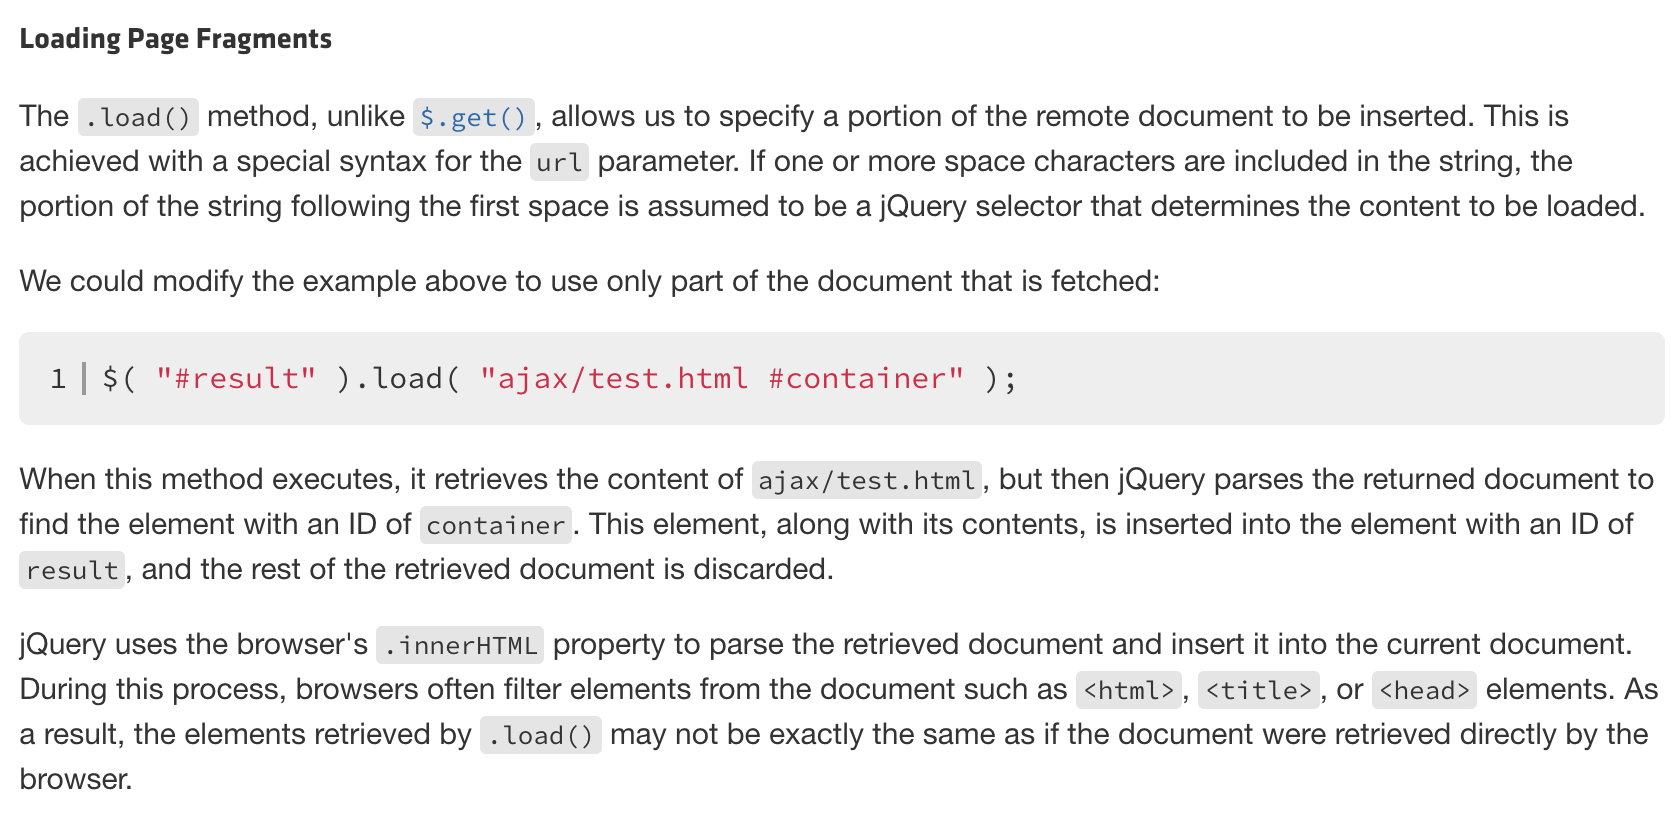 Loading Page Fragments
The .load() method, unlike $.get(), allows us to specify a portion of the remote document to be inserted. This is
achieved with a special syntax for the url parameter. If one or more space characters are included in the string, the
portion of the string following the first space is assumed to be a jQuery selector that determines the content to be loaded.
We could modify the example above to use only part of the document that is fetched:
1 $( "#result" ).load( "ajax/test.html #container" );
When this method executes, it retrieves the content of ajax/test.html, but then jQuery parses the returned document to
find the element with an ID of container. This element, along with its contents, is inserted into the element with an ID of
result, and the rest of the retrieved document is discarded.
jQuery uses the browser's .innerHTML property to parse the retrieved document and insert it into the current document.
During this process, browsers often filter elements from the document such as <html>, <title>, or <head> elements. As
a result, the elements retrieved by .load() may not be exactly the same as if the document were retrieved directly by the
browser.